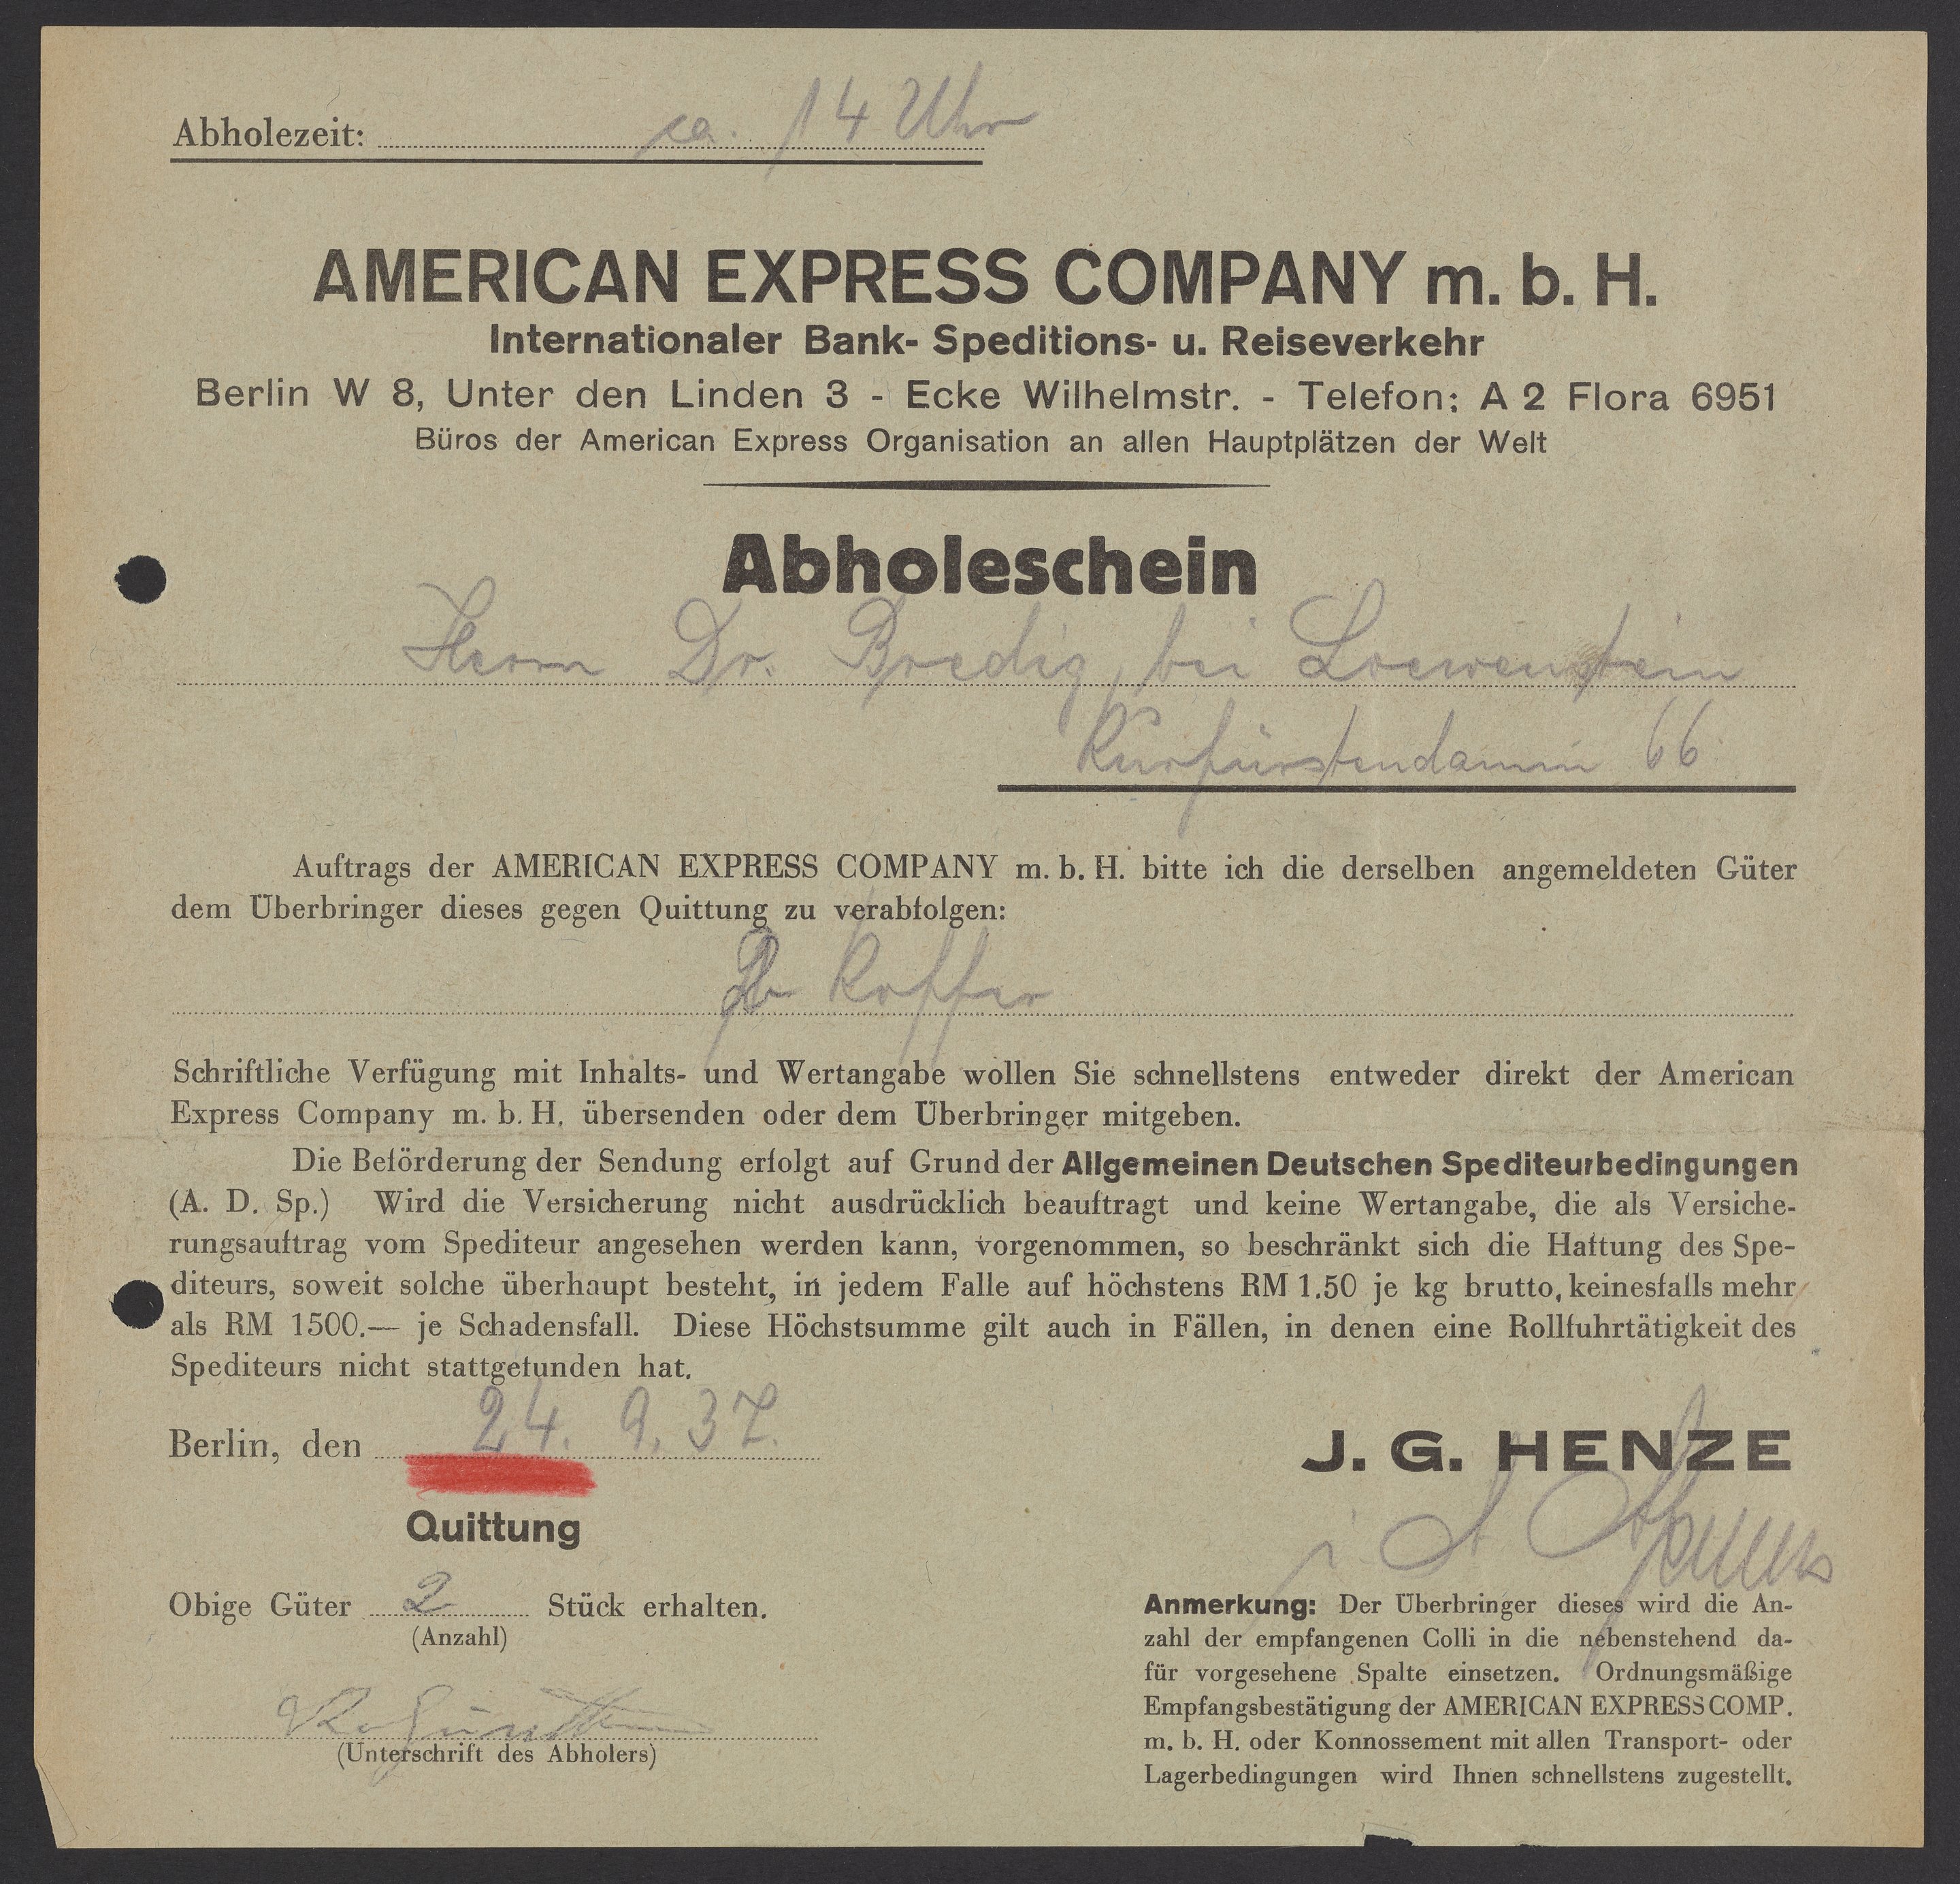 Abholezeit: ca. 14 Uhr
AMERICAN EXPRESS COMPANY m. b. H.
Internationaler Bank- Speditions- u. Reiseverkehr
Berlin W 8, Unter den Linden 3 - Ecke Wilhelmstr. - Telefon: A 2 Flora 6951
Büros der American Express Organisation an allen Hauptplätzen der Welt
Abholeschein
Herrn Dr. Bredig, bei Loewenstein
Kurfürstendamm 66
Auftrags der AMERICAN EXPRESS COMPANY m. b. H. bitte ich die derselben angemeldeten Güter
dem Überbringer dieses gegen Quittung zu verabfolgen:
Koffer
Schriftliche Verfügung mit Inhalts- und Wertangabe wollen Sie schnellstens entweder direkt der American
Express Company m. b. H. übersenden oder dem Überbringer mitgeben.
Die Beförderung der Sendung erfolgt auf Grund der Allgemeinen Deutschen Spediteurbedingungen
(A. D. Sp.) Wird die Versicherung nicht ausdrücklich beauftragt und keine Wertangabe, die als Versiche-
rungsauftrag vom Spediteur angesehen werden kann, vorgenommen, so beschränkt sich die Haftung des Spe-
diteurs, soweit solche überhaupt besteht, in jedem Falle auf höchstens RM 1.50 je kg brutto, keinesfalls mehr
als RM 1500.— je Schadensfall. Diese Höchstsumme gilt auch in Fällen, in denen eine Rollfuhrtätigkeit des
Spediteurs nicht stattgefunden hat.
Berlin, den 24. 9. 37.
J. G. HENZE
Quittung
Obige Güter 2 Stück erhalten.
(Anzahl)
(Unterschrift des Abholers)
Anmerkung: Der Überbringer dieses wird die An-
zahl der empfangenen Colli in die nebenstehend da-
für vorgesehene Spalte einsetzen. Ordnungsmäßige
Empfangsbestätigung der AMERICAN EXPRESS COMP.
m. b. H. oder Konnossement mit allen Transport- oder
Lagerbedingungen wird Ihnen schnellstens zugestellt.